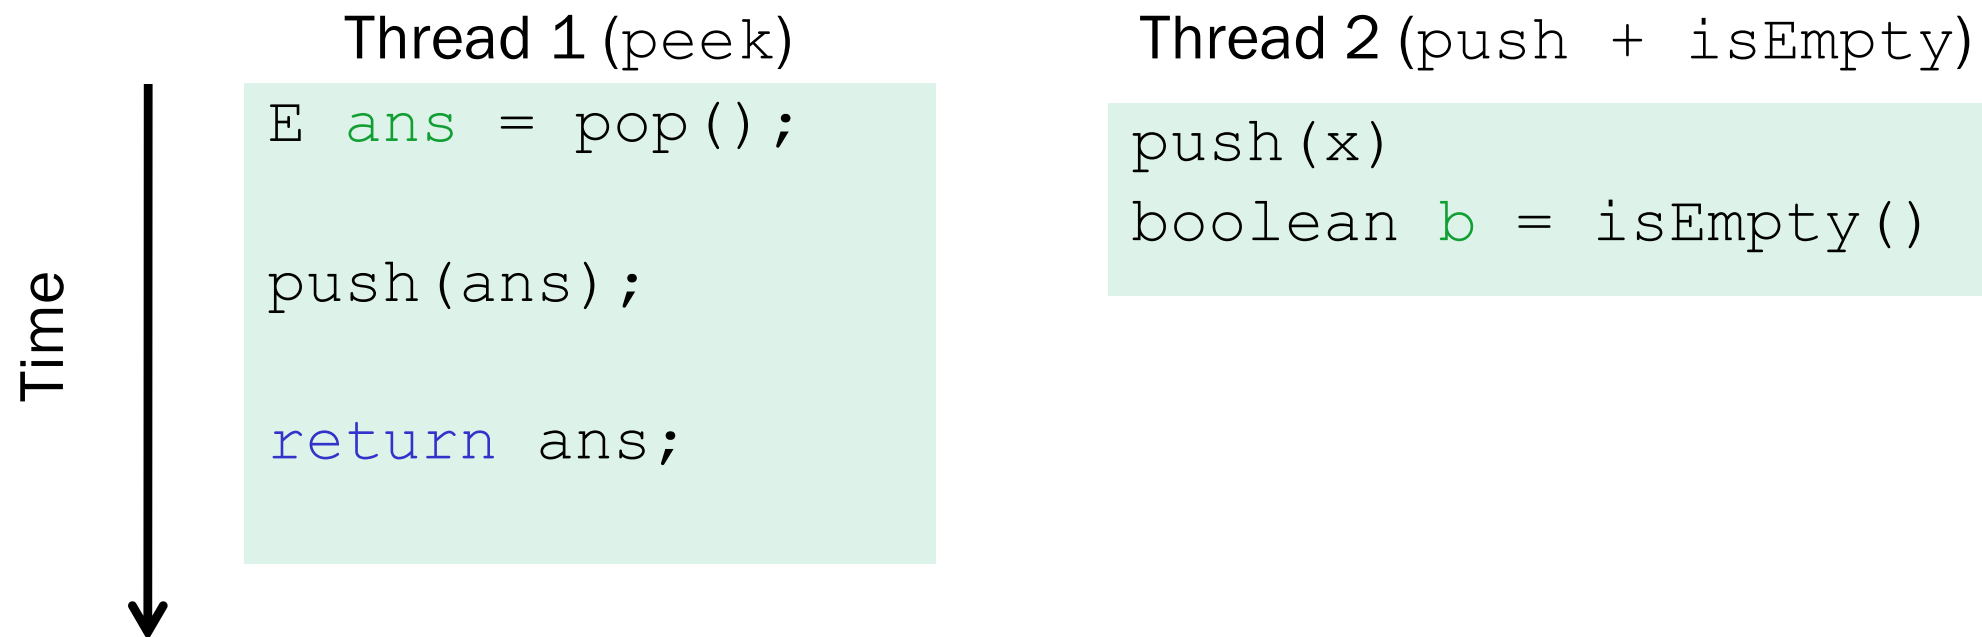 Thread 1 (peek)
E ans = pop();
push(ans);
return ans;
Thread 2 (push + isEmpty)
push(x)
boolean b = isEmpty()
Time